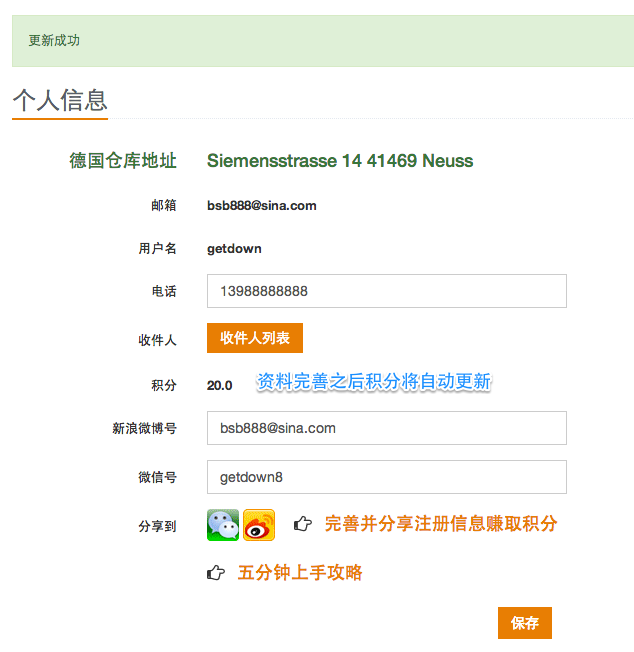 更新成功
个人信息
德国仓库地址 Siemensstrasse 14 41469 Neuss
邮箱 bsb888@sina.com
用户名 getdown
电话 13988888888
收件人 收件人列表
积分 20.0 资料完善之后积分将自动更新
新浪微博号 bsb888@sina.com
微信号 getdown8
分享到 完善并分享注册信息赚取积分
五分钟上手攻略
保存